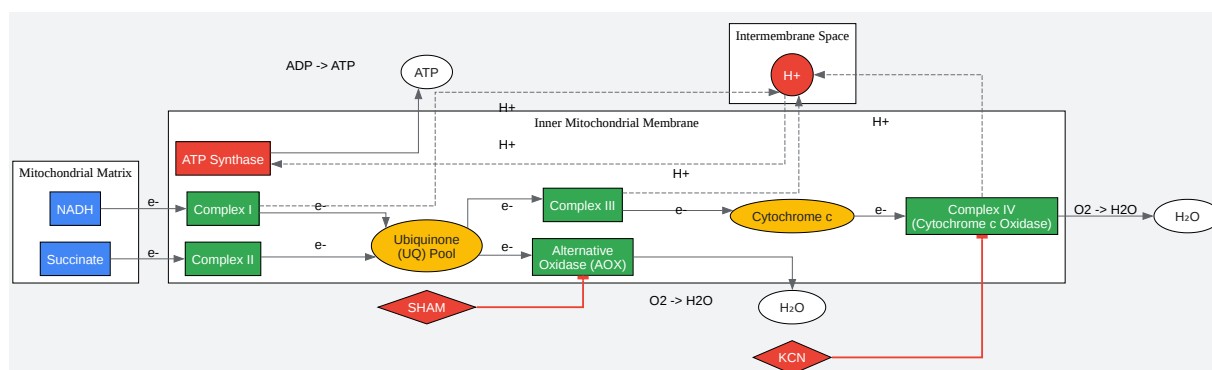 Intermembrane Space
ADP -> ATP
ATP
H+
H+
H+
Inner Mitochondrial Membrane
H+
ATP Synthase
Mitochondrial Matrix
H+
NADH
e-
Complex I
e-
e-
Complex III
e-
Cytochrome c
e-
Complex IV
(Cytochrome c Oxidase)
O2 -> H2O
H₂O
Succinate
e-
Complex II
e-
Ubiquinone
(UQ) Pool
e-
Alternative
Oxidase (AOX)
SHAM
O2 -> H2O
H₂O
KCN